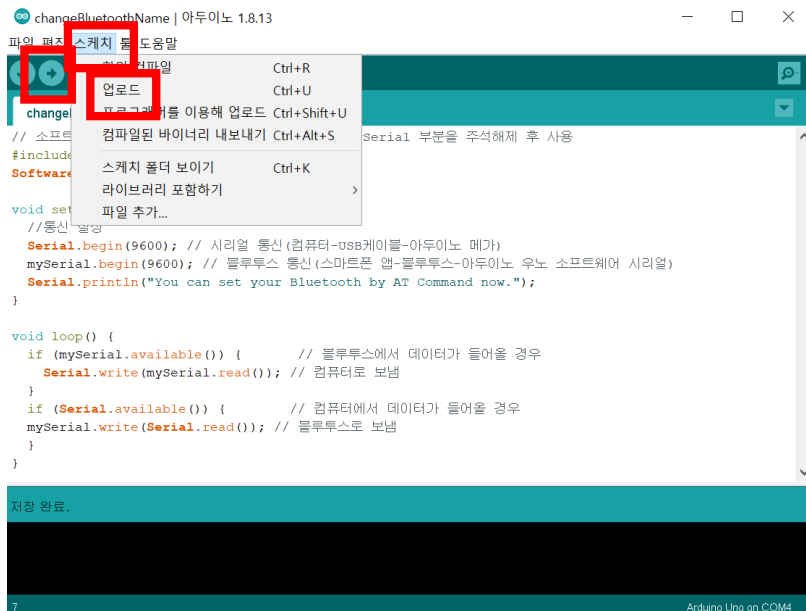 changeBluetoothName | 아두이노 1.8.13
파일 편집 스케치 툴 도움말
Ctrl+R
업로드 Ctrl+U
프로그래머를 이용해 업로드 Ctrl+Shift+U
컴파일된 바이너리 내보내기 Ctrl+Alt+S
스케치 폴더 보이기 Ctrl+K
라이브러리 포함하기
파일 추가...
// 부분을 주석해제 후 사용
#include
void
//통신
Serial.begin(9600); // 시리얼 통신(컴퓨터-USB케이블-아두이노 메가)
mySerial.begin(9600); // 블루투스 통신(스마트폰 앱-블루투스-아두이노 우노 소프트웨어 시리얼)
Serial.println("You can set your Bluetooth by AT Command now.");
}
void loop() {
if (mySerial.available()) { // 블루투스에서 데이터가 들어올 경우
Serial.write(mySerial.read()); // 컴퓨터로 보냄
}
if (Serial.available()) { // 컴퓨터에서 데이터가 들어올 경우
mySerial.write(Serial.read()); // 블루투스로 보냄
}
}
저장 완료.
7 Arduino Uno on COM4